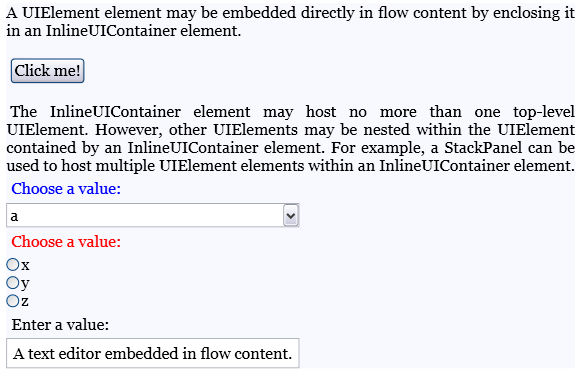 A UIElement element may be embedded directly in flow content by enclosing it
in an InlineUIContainer element.
Click me!
The InlineUIContainer element may host no more than one top-level
UIElement. However, other UIElements may be nested within the UIElement
contained by an InlineUIContainer element. For example, a StackPanel can be
used to host multiple UIElement elements within an InlineUIContainer element.
Choose a value:
a
Choose a value:
x
y
z
Enter a value:
A text editor embedded in flow content.